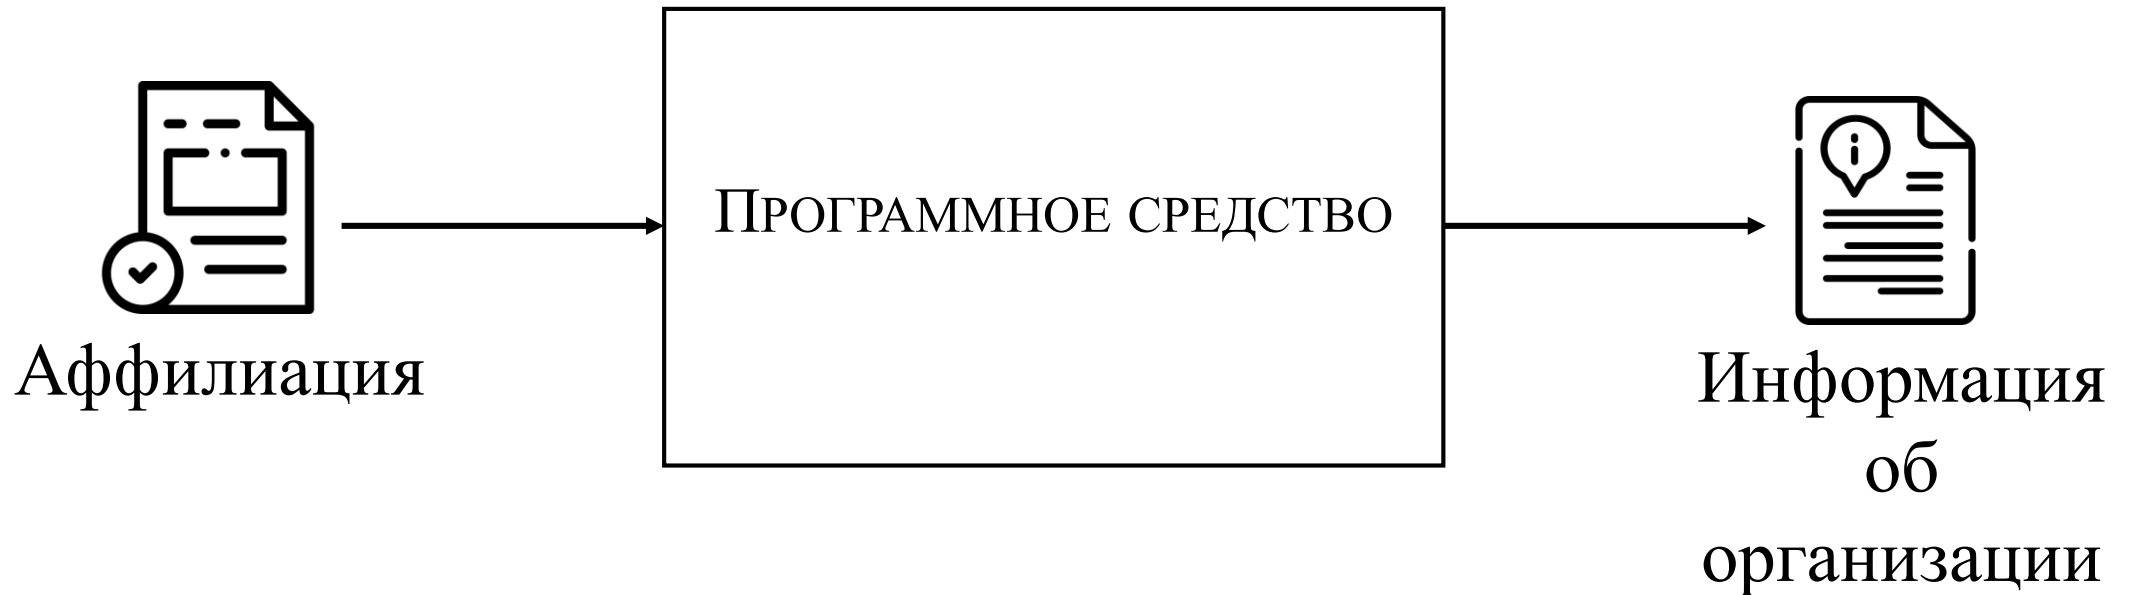 Аффилиация
Программное средство
Информация
об
организации